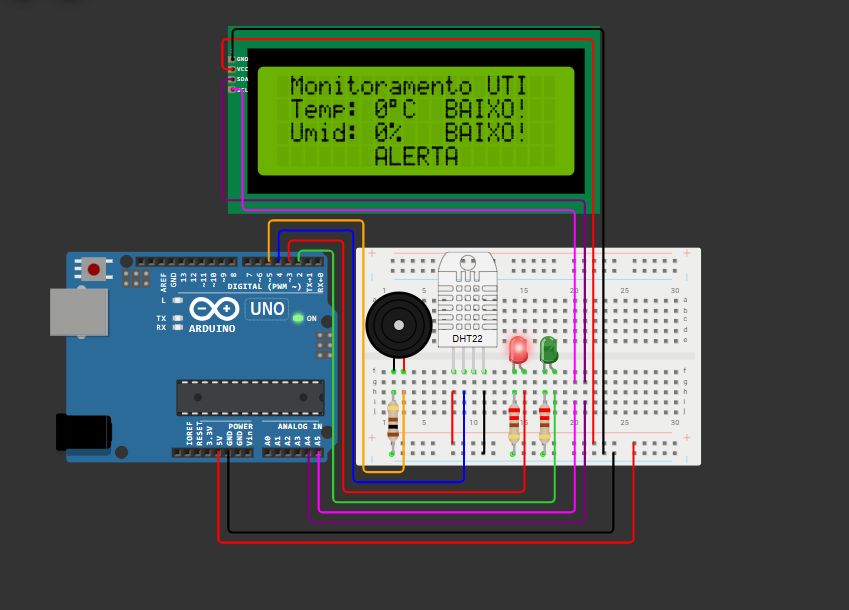 GND
VCC
SDA
SCL
Monitoramento UTI
Temp: 0°C BAIXO!
Umid: 0% BAIXO!
ALERTA
AREF
GND
13
12
~11
~10
~9
8
7
~6
~5
4
~3
2
TX→1
RX←0
DIGITAL (PWM ~)
L
TX
RX
UNO
ON
ARDUINO
IOREF
RESET
3.3V
5V
GND
GND
Vin
POWER
ANALOG IN
A0
A1
A2
A3
A4
A5
DHT22
1 5 15 20 25 30
a
b
c
d
e
f f
g g
h h
i i
j j
1 5 15 20 25 30